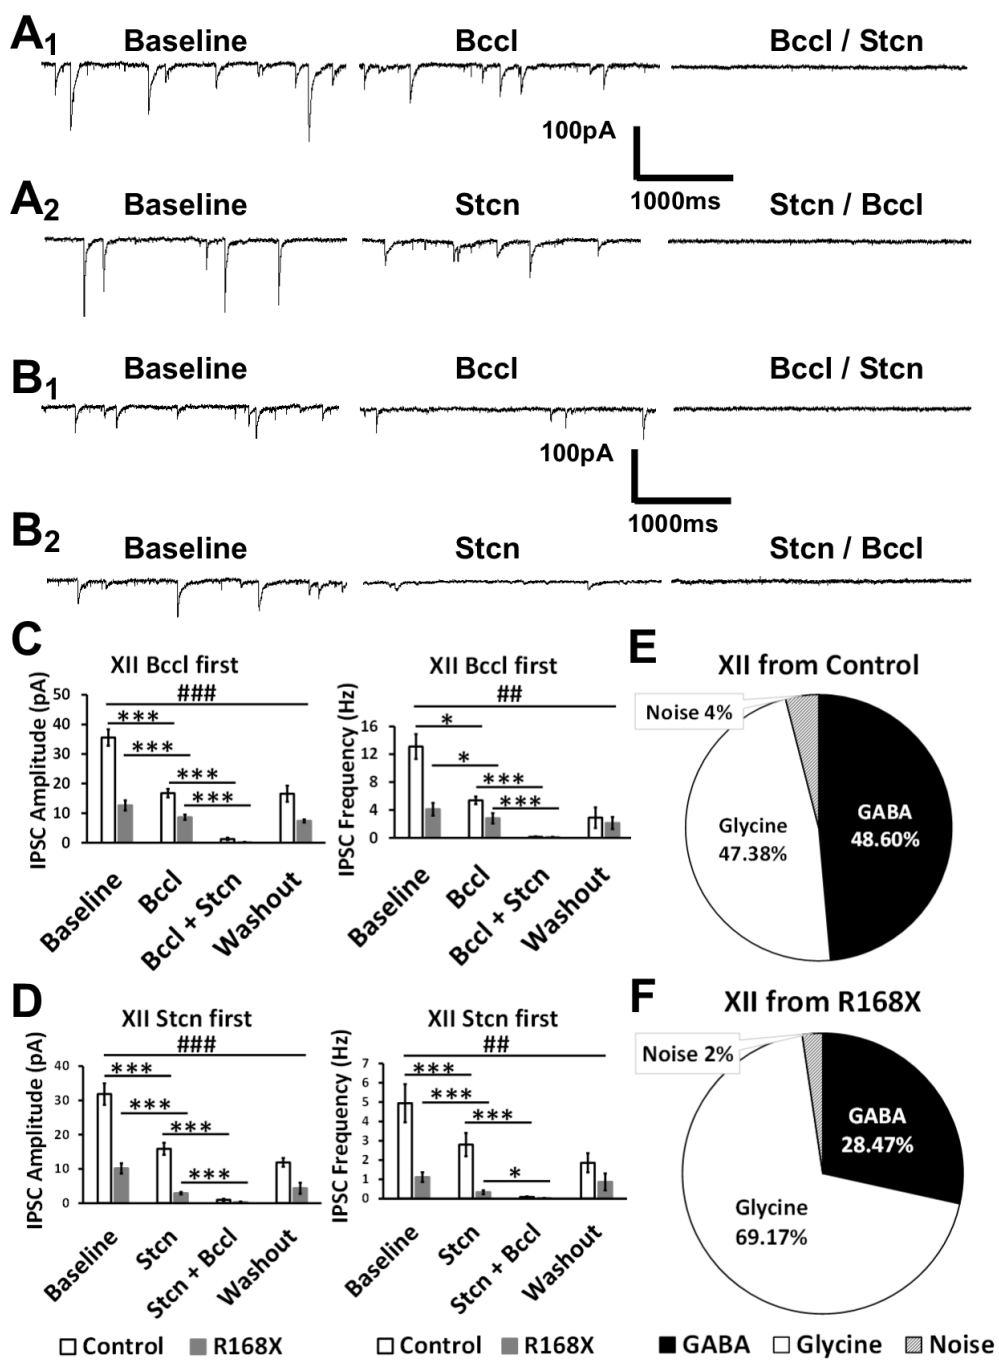 A1 Baseline Bccl Bccl / Stcn
100pA
1000ms
A2 Baseline Stcn Stcn / Bccl
B1 Baseline Bccl Bccl / Stcn
100pA
1000ms
B2 Baseline Stcn Stcn / Bccl
C
XII Bccl first
###
IPSC Amplitude (pA)
50
40
30
20
10
0
***
***
***
***
Baseline
Bccl
Bccl + Stcn
Washout
XII Bccl first
##
IPSC Frequency (Hz)
16
12
8
4
0
*
*
***
***
Baseline
Bccl
Bccl + Stcn
Washout
D
XII Stcn first
###
IPSC Amplitude (pA)
40
30
20
10
0
***
***
***
***
Baseline
Stcn
Stcn + Bccl
Washout
XII Stcn first
##
IPSC Frequency (Hz)
7
6
5
4
3
2
1
0
***
***
***
*
Baseline
Stcn
Stcn + Bccl
Washout
Control R168X
Control R168X
E
XII from Control
Noise 4%
Glycine
47.38%
GABA
48.60%
F
XII from R168X
Noise 2%
GABA
28.47%
Glycine
69.17%
GABA Glycine Noise